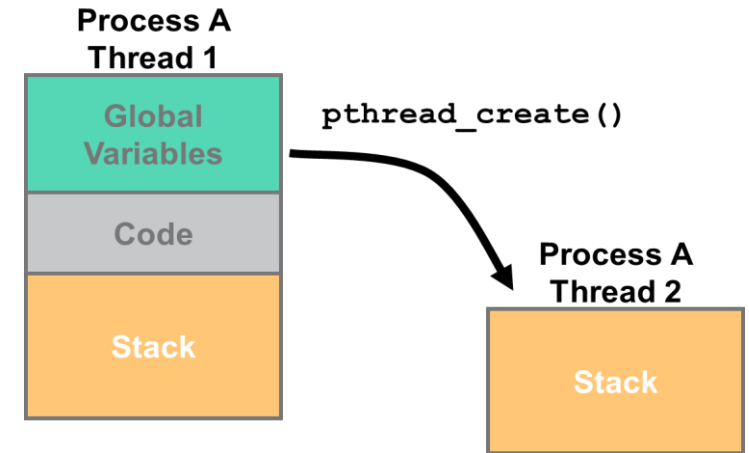 Process A
Thread 1
Global
Variables
Code
Stack
pthread_create()
Process A
Thread 2
Stack